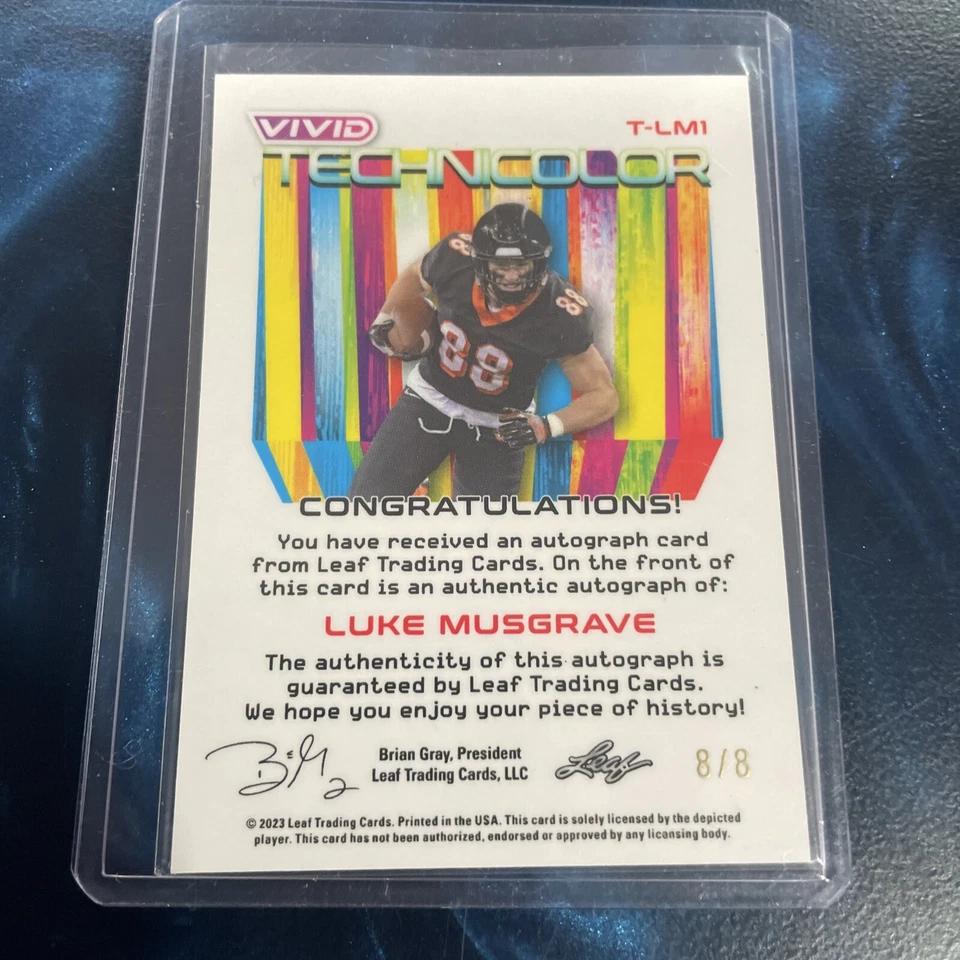 VIVID
T-LM1
TECHNICOLOR
88
88
88
CONGRATULATIONS!
You have received an autograph card
from Leaf Trading Cards. On the front of
this card is an authentic autograph of:
LUKE MUSGRAVE
The authenticity of this autograph is
guaranteed by Leaf Trading Cards.
We hope you enjoy your piece of history!
Brian Gray, President
Leaf Trading Cards, LLC
Leaf
8/8
© 2023 Leaf Trading Cards. Printed in the USA. This card is solely licensed by the depicted
player. This card has not been authorized, endorsed or approved by any licensing body.